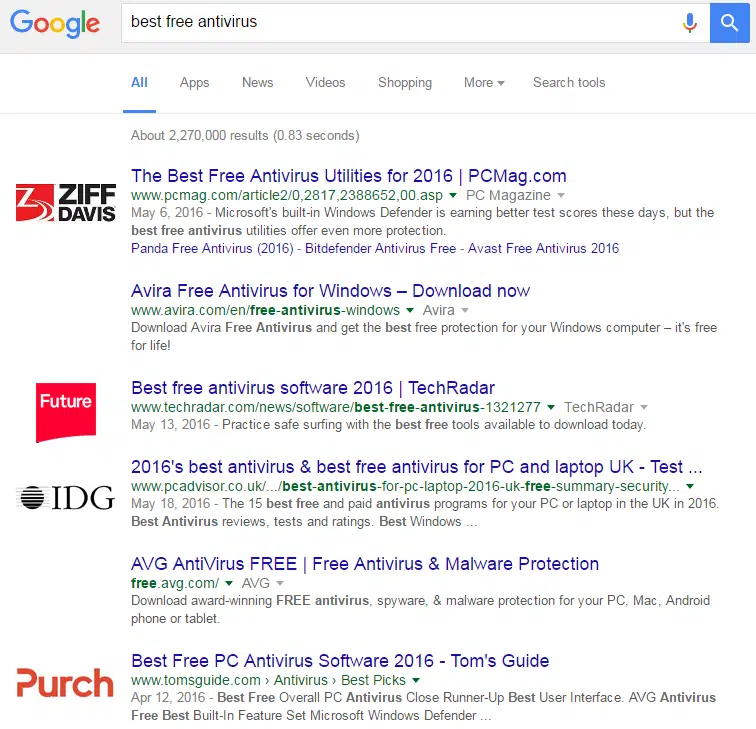 Google
best free antivirus
All Apps News Videos Shopping More Search tools
About 2,270,000 results (0.83 seconds)
ZIFF DAVIS
The Best Free Antivirus Utilities for 2016 | PCMag.com
www.pcmag.com/article2/0,2817,2388652,00.asp PC Magazine
May 6, 2016 - Microsoft's built-in Windows Defender is earning better test scores these days, but the
best free antivirus utilities offer even more protection.
Panda Free Antivirus (2016) - Bitdefender Antivirus Free - Avast Free Antivirus 2016
Avira Free Antivirus for Windows – Download now
www.avira.com/en/free-antivirus-windows Avira
Download Avira Free Antivirus and get the best free protection for your Windows computer – it's free
for life!
Future
Best free antivirus software 2016 | TechRadar
www.techradar.com/news/software/best-free-antivirus-1321277 TechRadar
May 13, 2016 - Practice safe surfing with the best free tools available to download today.
IDG
2016's best antivirus & best free antivirus for PC and laptop UK - Test ...
www.pcadvisor.co.uk/.../best-antivirus-for-pc-laptop-2016-uk-free-summary-security...
May 18, 2016 - The 15 best free and paid antivirus programs for your PC or laptop in the UK in 2016.
Best Antivirus reviews, tests and ratings. Best Windows ...
AVG AntiVirus FREE | Free Antivirus & Malware Protection
free.avg.com/ AVG
Download award-winning FREE antivirus, spyware, & malware protection for your PC, Mac, Android
phone or tablet.
Purch
Best Free PC Antivirus Software 2016 - Tom's Guide
www.tomsguide.com › Antivirus › Best Picks
Apr 12, 2016 - Best Free Overall PC Antivirus Close Runner-Up Best User Interface. AVG Antivirus
Free Best Built-In Feature Set Microsoft Windows Defender ...